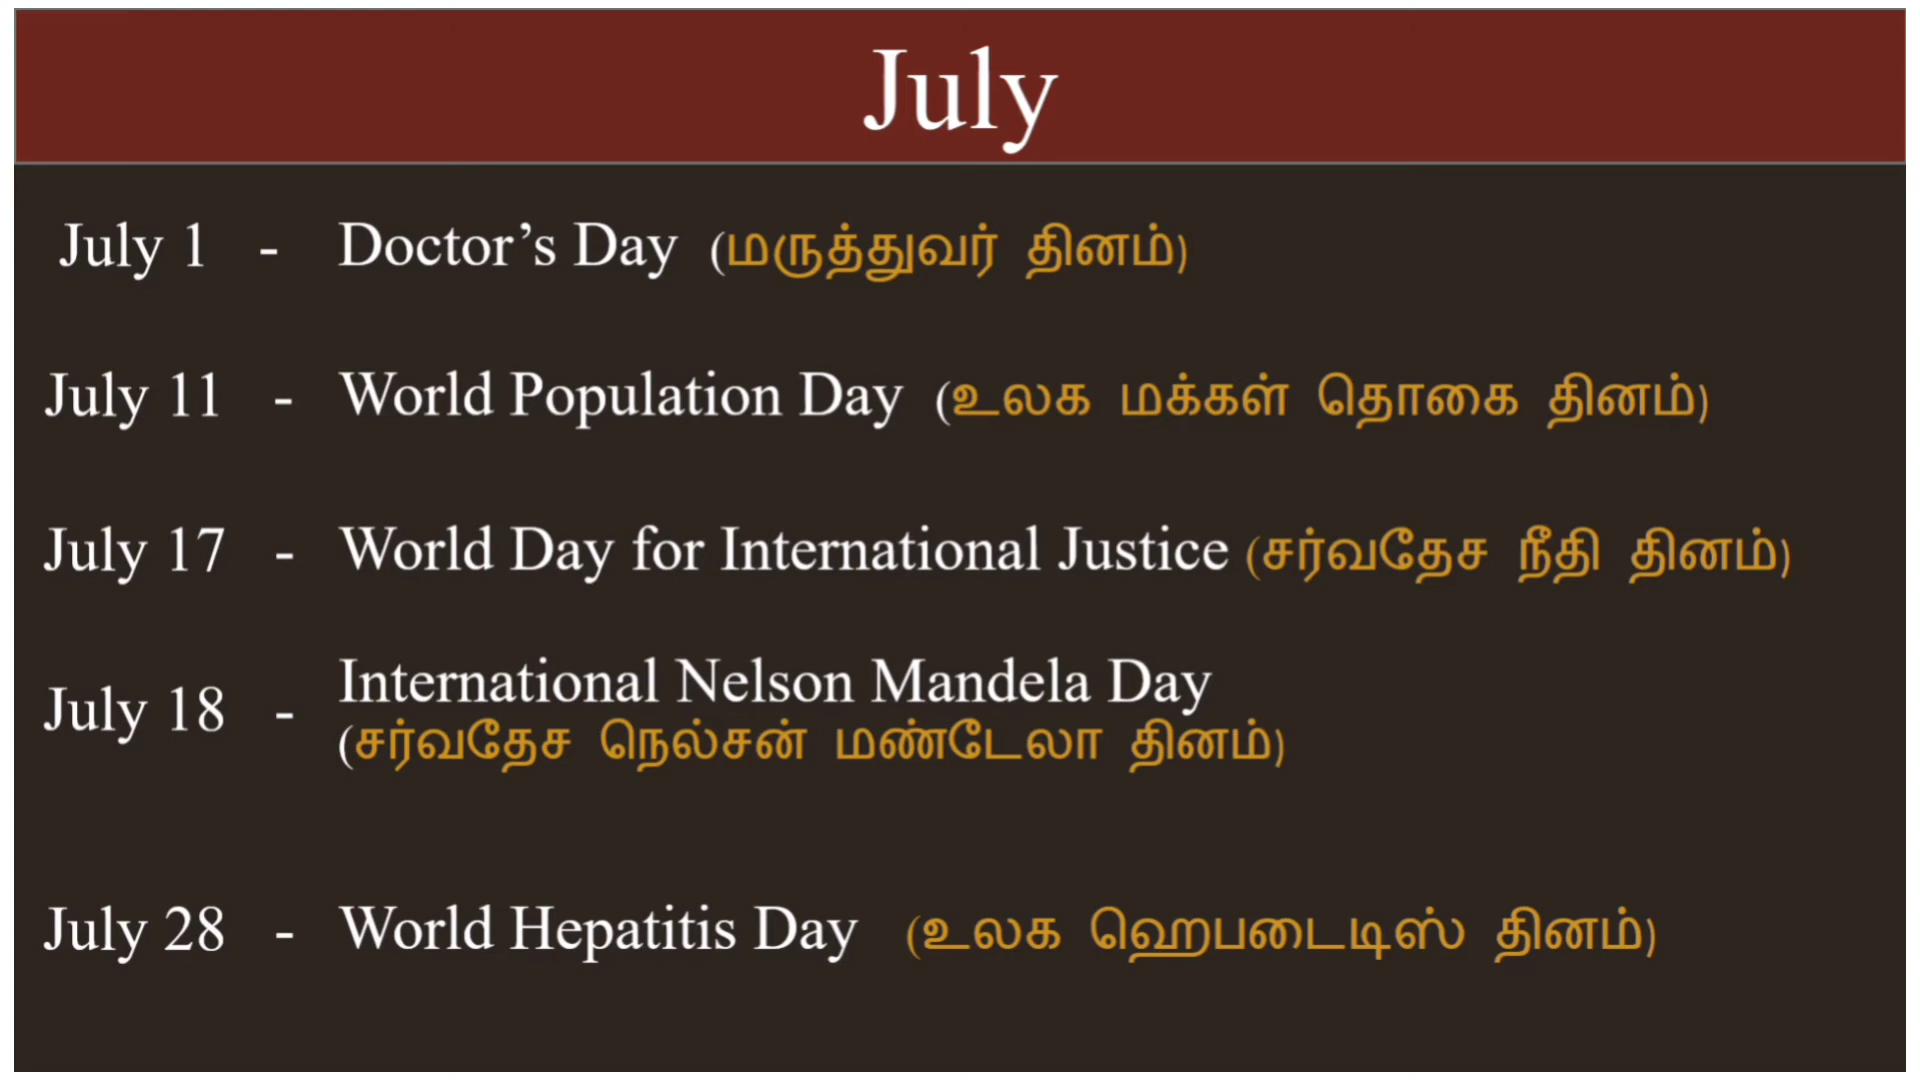 July
July 1 - Doctor’s Day (மருத்துவர் தினம்)
July 11 - World Population Day (உலக மக்கள் தொகை தினம்)
July 17 - World Day for International Justice (சர்வதேச நீதி தினம்)
July 18 - International Nelson Mandela Day
(சர்வதேச நெல்சன் மண்டேலா தினம்)
July 28 - World Hepatitis Day (உலக ஹெபடைடிஸ் தினம்)